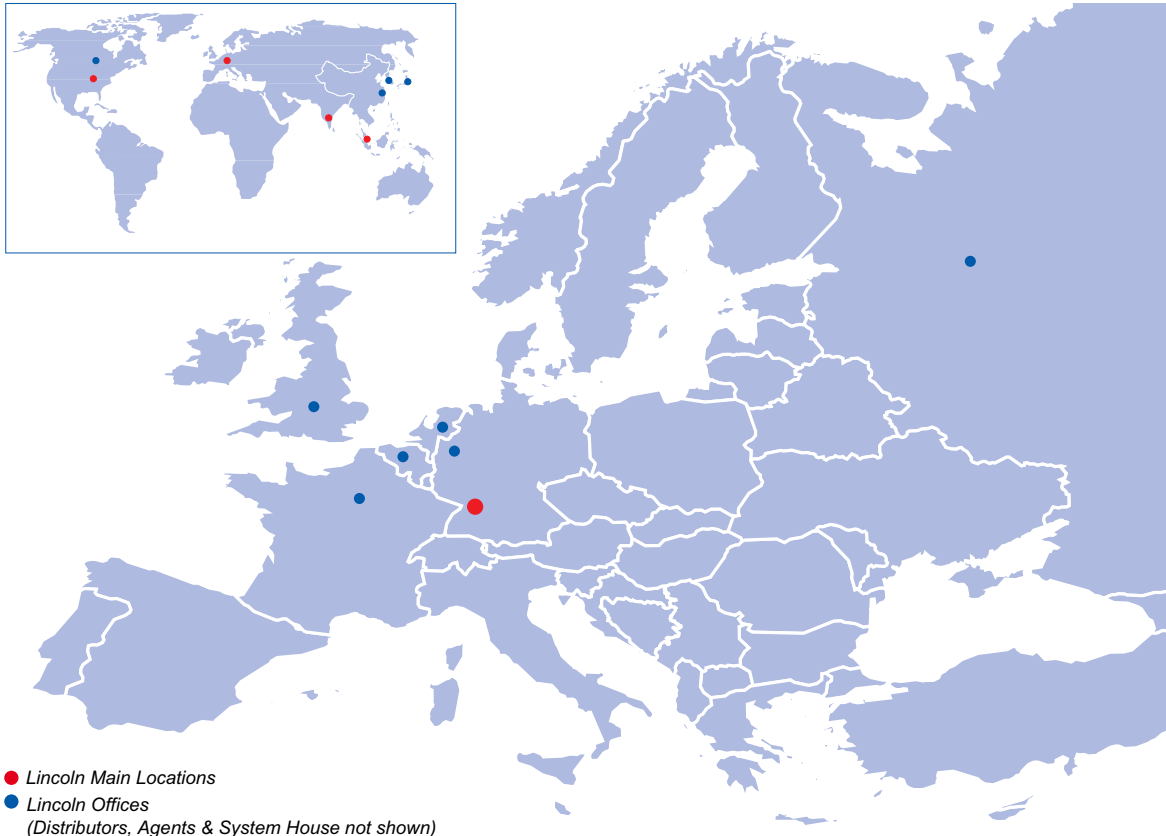 Lincoln Main Locations
Lincoln Offices
(Distributors, Agents & System House not shown)